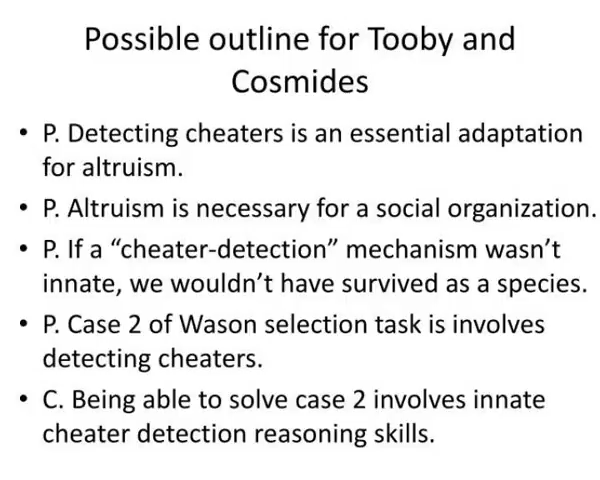 Possible outline for Tooby and
Cosmides
• P. Detecting cheaters is an essential adaptation
for altruism.
• P. Altruism is necessary for a social organization.
• P. If a “cheater-detection” mechanism wasn’t
innate, we wouldn’t have survived as a species.
• P. Case 2 of Wason selection task is involves
detecting cheaters.
• C. Being able to solve case 2 involves innate
cheater detection reasoning skills.